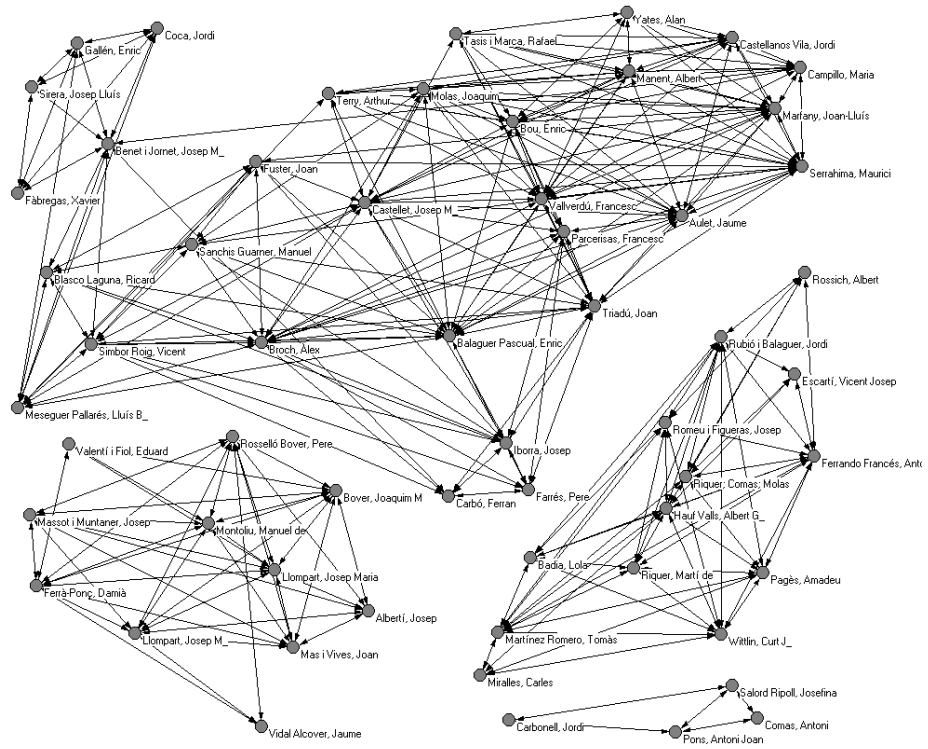 Yates, Alan
Coca, Jordi
Tasis i Marca, Rafael
Castellanos Vila, Jordi
Gallén, Enric
Manent, Albert
Campillo, Maria
Sirera, Josep Lluís
Molas, Joaquim
Terry, Arthur
Marfany, Joan-Lluís
Bou, Enric
Benet i Jornet, Josep M_
Fuster, Joan
Serrahima, Maurici
Fàbregas, Xavier
Castellet, Josep M_
Vallverdú, Francesc
Aulet, Jaume
Parcerisas, Francesc
Sanchis Guarner, Manuel
Blasco Laguna, Ricard
Rossich, Albert
Triadú, Joan
Balaguer Pascual, Enric
Rubió i Balaguer, Jordi
Simbor Roig, Vicent
Broch, Àlex
Escartí, Vicent Josep
Meseguer Pallarés, Lluís B_
Romeu i Figueras, Josep
Valentí i Fiol, Eduard
Rosselló Bover, Pere
Iborra, Josep
Ferrando Francés, Anto
Riquer; Comas; Molas
Bover, Joaquim M
Carbó, Ferran
Farrés, Pere
Massot i Muntaner, Josep
Montoliu, Manuel de
Hauf Valls, Albert G_
Badia, Lola
Riquer, Martí de
Llompart, Josep Maria
Pagès, Amadeu
Ferrà-Ponç, Damià
Albertí, Josep
Llompart, Josep M_
Martínez Romero, Tomàs
Wittlin, Curt J_
Mas i Vives, Joan
Miralles, Carles
Salord Ripoll, Josefina
Carbonell, Jordi
Comas, Antoni
Vidal Alcover, Jaume
Pons, Antoni Joan